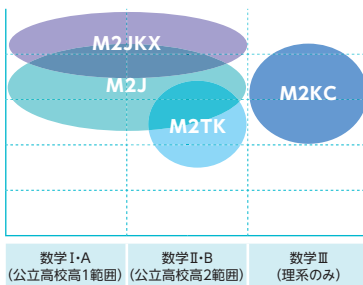 M2JKX
M2J
M2KC
M2TK
数学Ⅰ・A
(公立高校高1範囲)
数学Ⅱ・B
(公立高校高2範囲)
数学Ⅲ
(理系のみ)